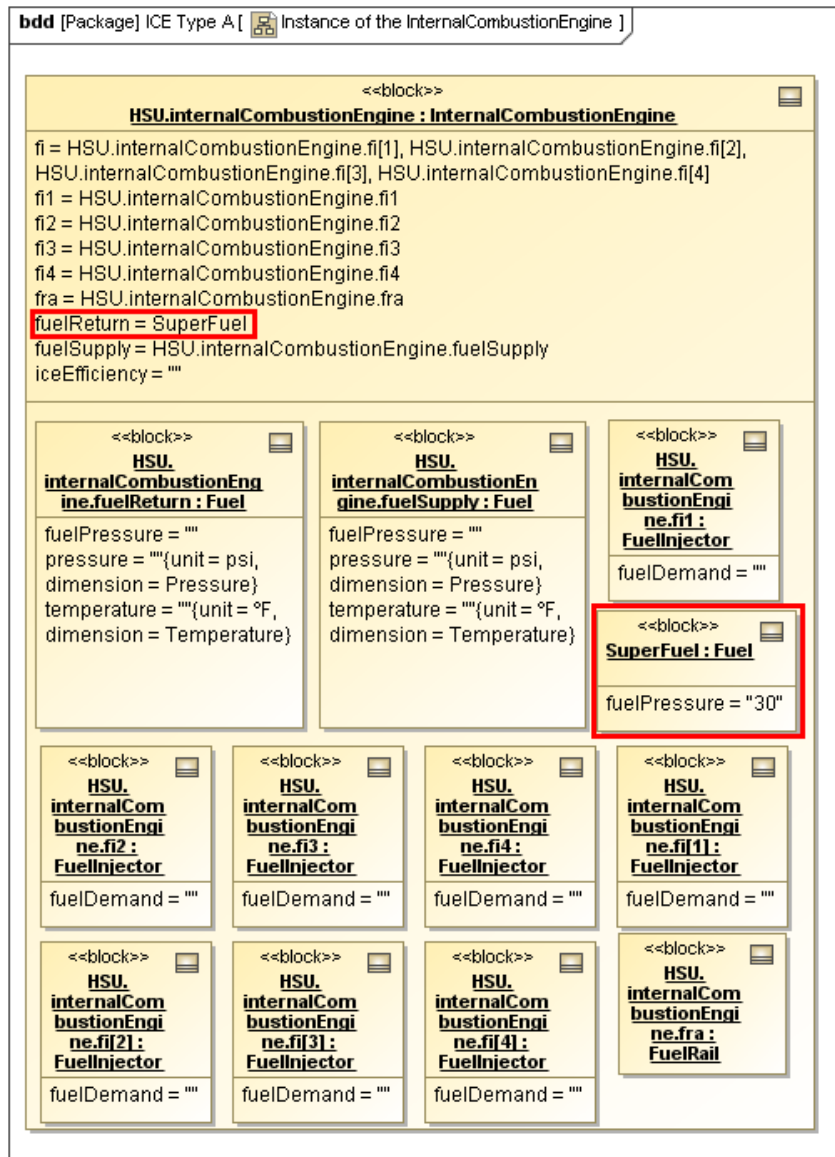 bdd [Package] ICE Type A [ Instance of the InternalCombustionEngine ]
<<block>>
HSU.internalCombustionEngine : InternalCombustionEngine
fi = HSU.internalCombustionEngine.fi[1], HSU.internalCombustionEngine.fi[2],
HSU.internalCombustionEngine.fi[3], HSU.internalCombustionEngine.fi[4]
fi1 = HSU.internalCombustionEngine.fi1
fi2 = HSU.internalCombustionEngine.fi2
fi3 = HSU.internalCombustionEngine.fi3
fi4 = HSU.internalCombustionEngine.fi4
fra = HSU.internalCombustionEngine.fra
fuelReturn = SuperFuel
fuelSupply = HSU.internalCombustionEngine.fuelSupply
iceEfficiency = ""
<<block>>
HSU.
internalCombustionEng
ine.fuelReturn : Fuel
fuelPressure = ""
pressure = ""{unit = psi,
dimension = Pressure}
temperature = ""{unit = °F,
dimension = Temperature}
<<block>>
HSU.
internalCombustionEn
gine.fuelSupply : Fuel
fuelPressure = ""
pressure = ""{unit = psi,
dimension = Pressure}
temperature = ""{unit = °F,
dimension = Temperature}
<<block>>
HSU.
internalCom
bustionEngi
ne.fi1 :
FuelInjector
fuelDemand = ""
<<block>>
SuperFuel : Fuel
fuelPressure = "30"
<<block>>
HSU.
internalCom
bustionEngi
ne.fi2 :
FuelInjector
fuelDemand = ""
<<block>>
HSU.
internalCom
bustionEngi
ne.fi3 :
FuelInjector
fuelDemand = ""
<<block>>
HSU.
internalCom
bustionEngi
ne.fi4 :
FuelInjector
fuelDemand = ""
<<block>>
HSU.
internalCom
bustionEngi
ne.fi[1] :
FuelInjector
fuelDemand = ""
<<block>>
HSU.
internalCom
bustionEngi
ne.fi[2] :
FuelInjector
fuelDemand = ""
<<block>>
HSU.
internalCom
bustionEngi
ne.fi[3] :
FuelInjector
fuelDemand = ""
<<block>>
HSU.
internalCom
bustionEngi
ne.fi[4] :
FuelInjector
fuelDemand = ""
<<block>>
HSU.
internalCom
bustionEngi
ne.fra :
FuelRail